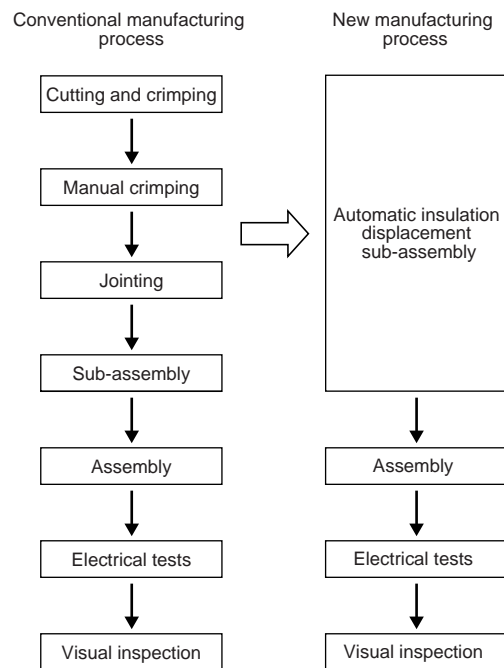 Conventional manufacturing
process
Cutting and crimping
Manual crimping
Jointing
Sub-assembly
Assembly
Electrical tests
Visual inspection
New manufacturing
process
Automatic insulation
displacement
sub-assembly
Assembly
Electrical tests
Visual inspection